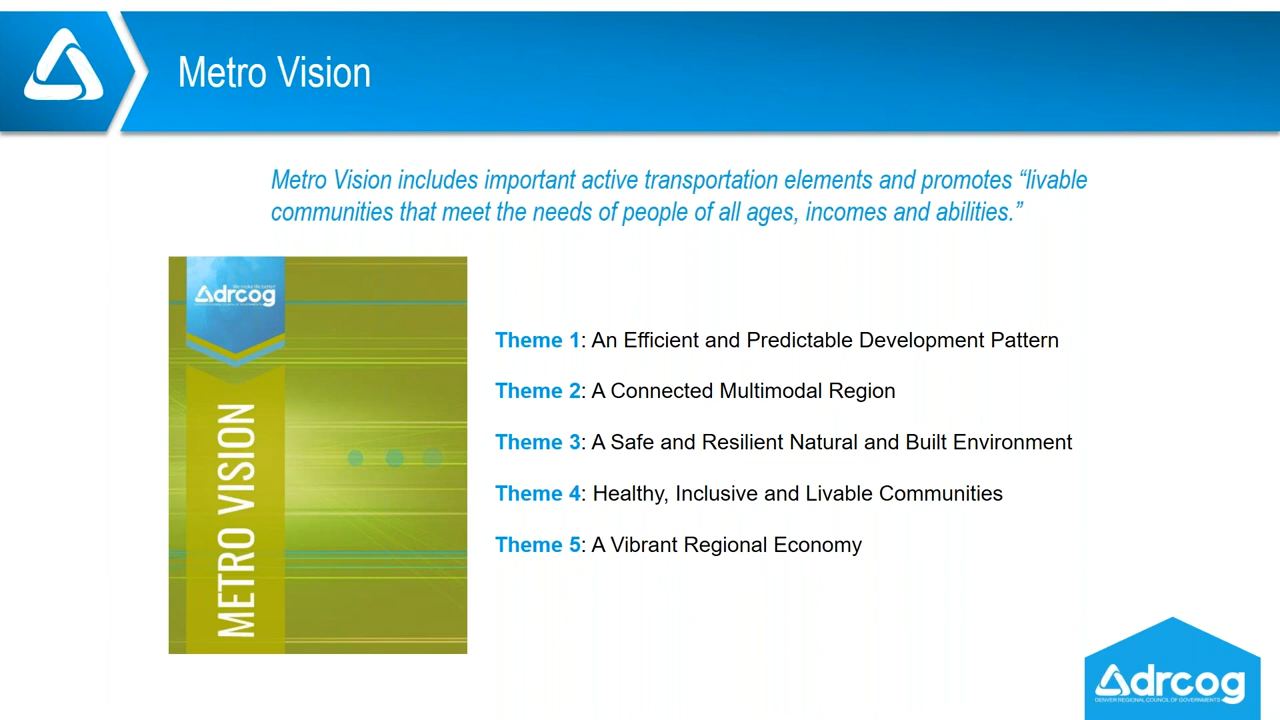 Metro Vision
Metro Vision includes important active transportation elements and promotes “livable
communities that meet the needs of people of all ages, incomes and abilities.”
drcog
METRO VISION
Theme 1: An Efficient and Predictable Development Pattern
Theme 2: A Connected Multimodal Region
Theme 3: A Safe and Resilient Natural and Built Environment
Theme 4: Healthy, Inclusive and Livable Communities
Theme 5: A Vibrant Regional Economy
drcog
DENVER REGIONAL COUNCIL OF GOVERNMENTS